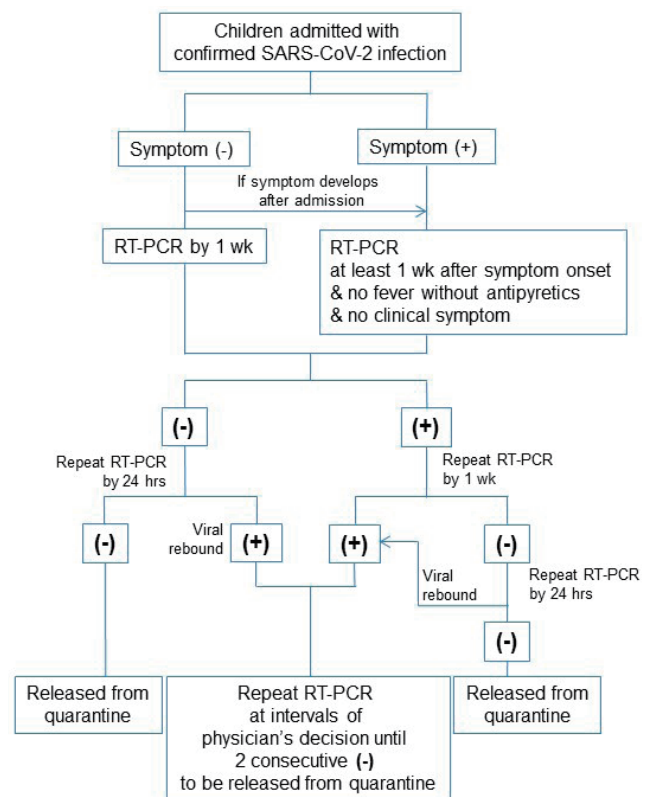 Children admitted with
confirmed SARS-CoV-2 infection
Symptom (-)
Symptom (+)
If symptom develops
after admission
RT-PCR by 1 wk
RT-PCR
at least 1 wk after symptom onset
& no fever without antipyretics
& no clinical symptom
(-)
(+)
Repeat RT-PCR
by 24 hrs
Repeat RT-PCR
by 1 wk
(-)
Viral
rebound
(+)
(+)
(-)
Viral
rebound
Repeat RT-PCR
by 24 hrs
(-)
Released from
quarantine
Repeat RT-PCR
at intervals of
physician's decision until
2 consecutive (-)
to be released from quarantine
Released from
quarantine